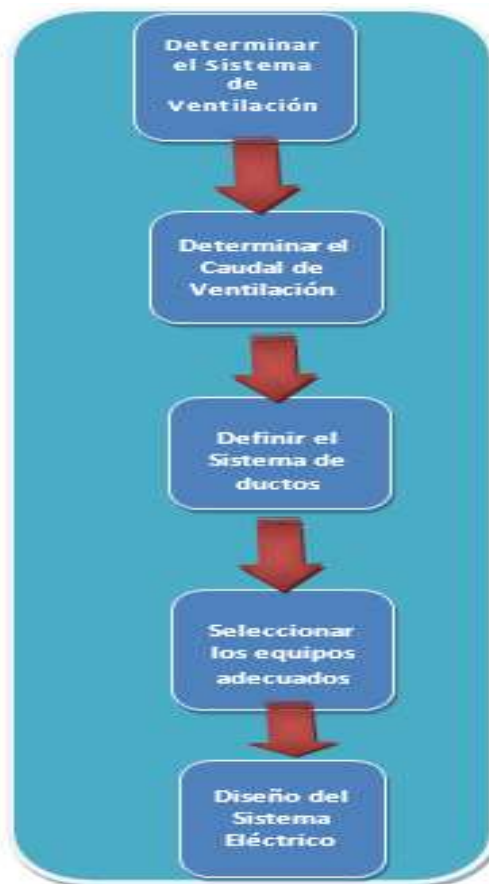 Determinar
el Sistema
de
Ventilación
Determinar el
Caudal de
Ventilación
Definir el
Sistema de
ductos
Seleccionar
los equipos
adecuados
Diseño del
Sistema
Eléctrico